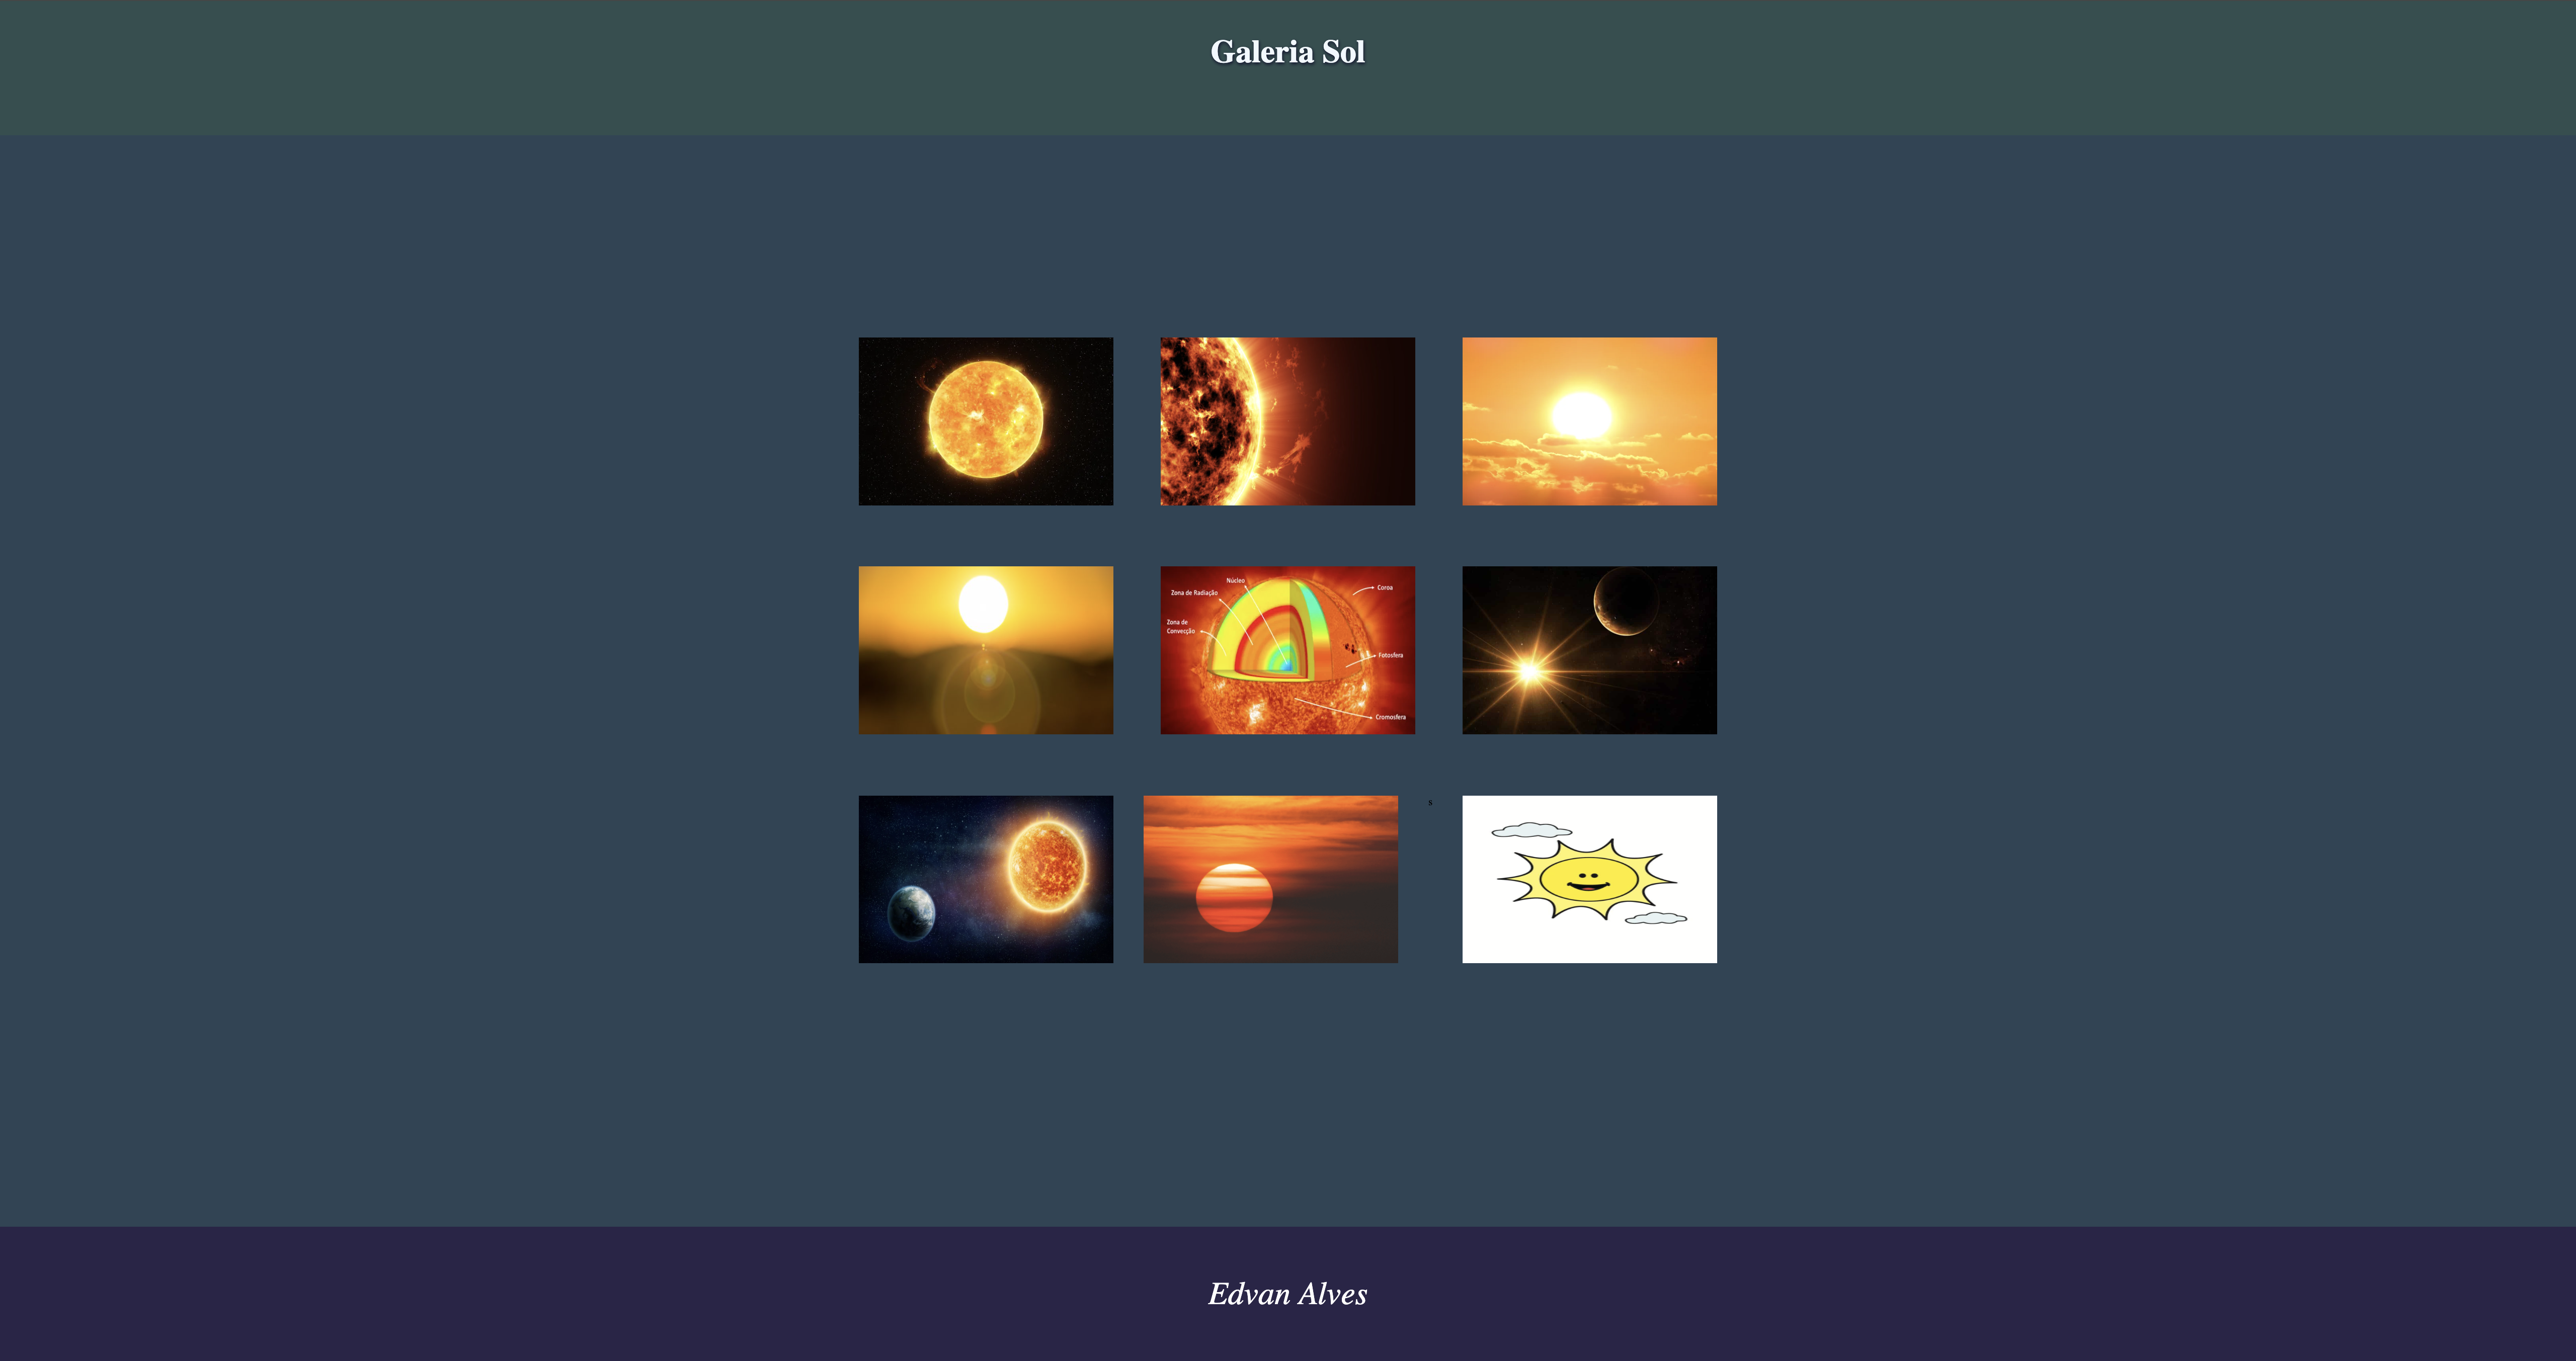 Galeria Sol
Núcleo
Coroa
Zona de Radiação
Zona de
Convecção
Fotosfera
Cromosfera
s
Edvan Alves